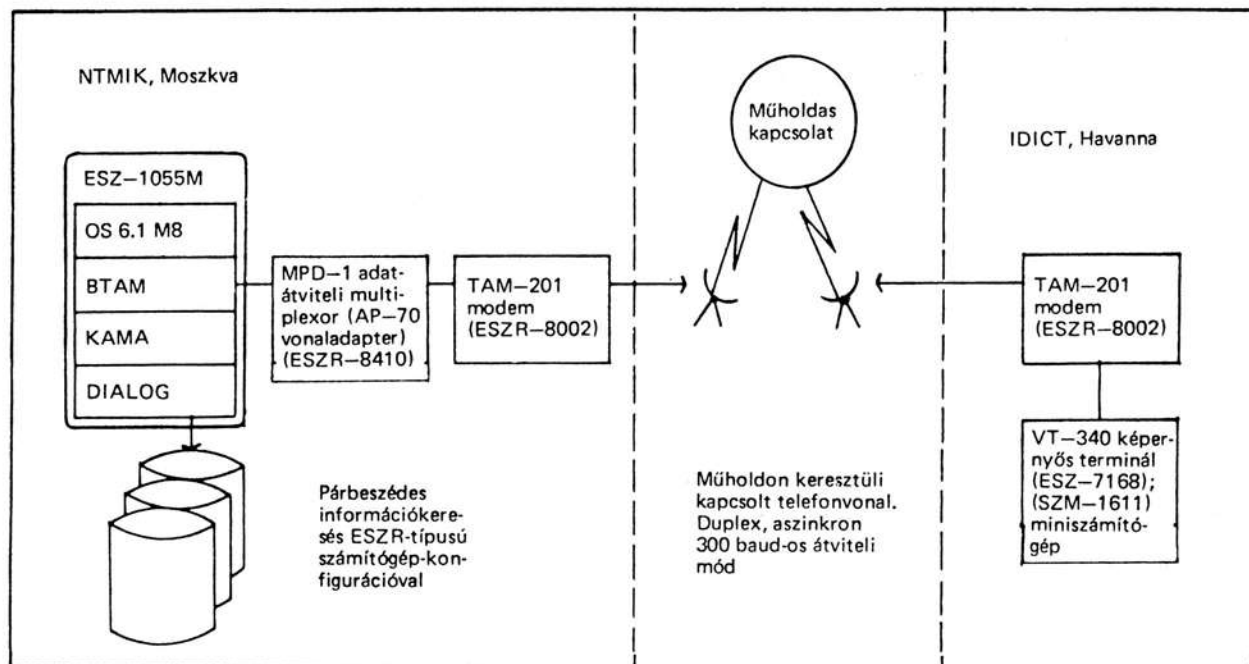 NTMIK, Moszkva
ESZ–1055M
OS 6.1 M8
BTAM
KAMA
DIALOG
MPD–1 adat-
átviteli multi-
plexor (AP–70
vonaladapter)
(ESZR–8410)
TAM–201
modem
(ESZR–8002)
Párbeszédes
információkere-
sés ESZR-típusú
számítógép-kon-
figurációval
Műholdas
kapcsolat
Műholdon keresztüli
kapcsolt telefonvonal.
Duplex, aszinkron
300 baud-os átviteli
mód
IDICT, Havanna
TAM–201
modem
(ESZR–8002)
VT–340 képer-
nyős terminál
(ESZ–7168);
(SZM–1611)
miniszámító-
gép